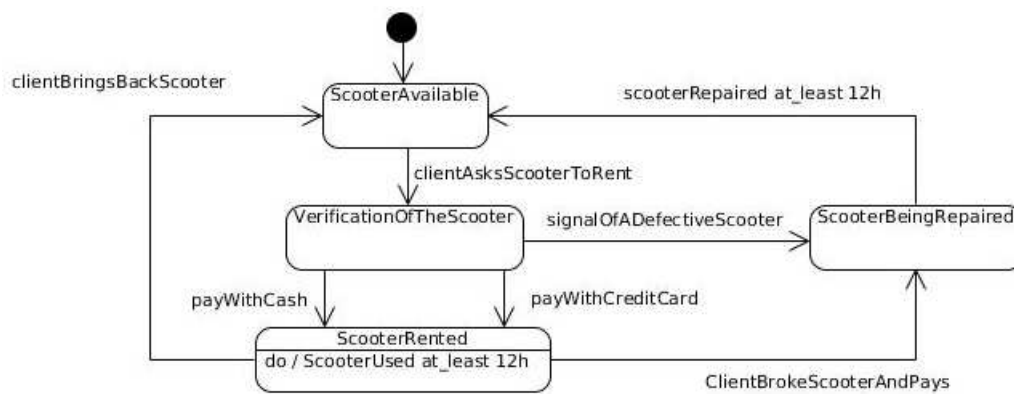 clientBringsBackScooter
ScooterAvailable
scooterRepaired at_least 12h
clientAsksScooterToRent
VerificationOfTheScooter
signalOfADefectiveScooter
ScooterBeingRepaired
payWithCash
payWithCreditCard
ScooterRented
do / ScooterUsed at_least 12h
ClientBrokeScooterAndPays